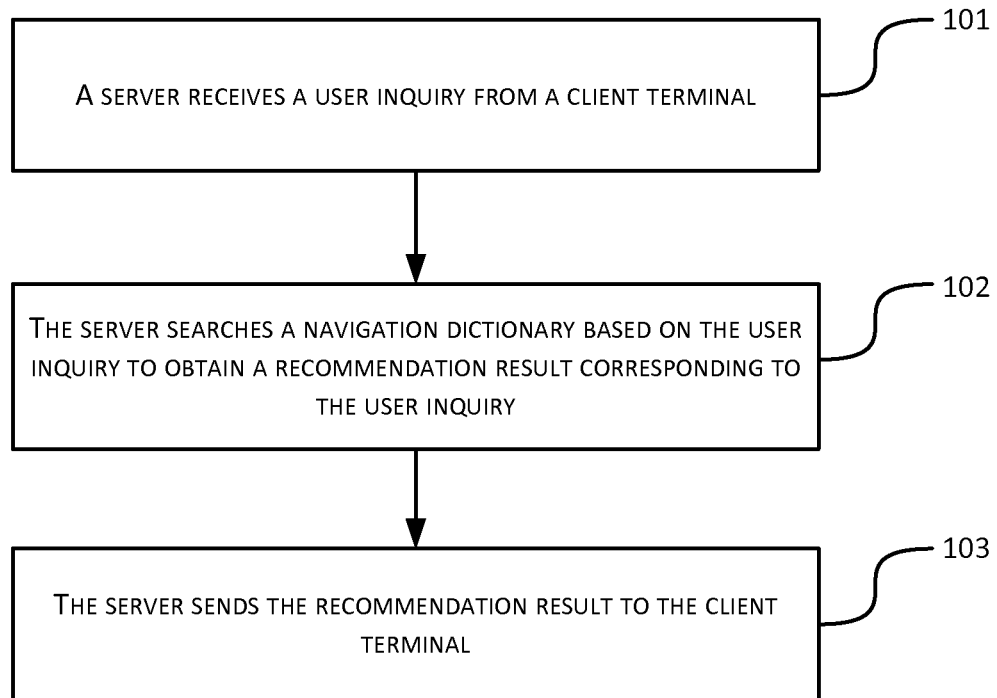 101
A SERVER RECEIVES A USER INQUIRY FROM A CLIENT TERMINAL
102
THE SERVER SEARCHES A NAVIGATION DICTIONARY BASED ON THE USER
INQUIRY TO OBTAIN A RECOMMENDATION RESULT CORRESPONDING TO
THE USER INQUIRY
103
THE SERVER SENDS THE RECOMMENDATION RESULT TO THE CLIENT
TERMINAL